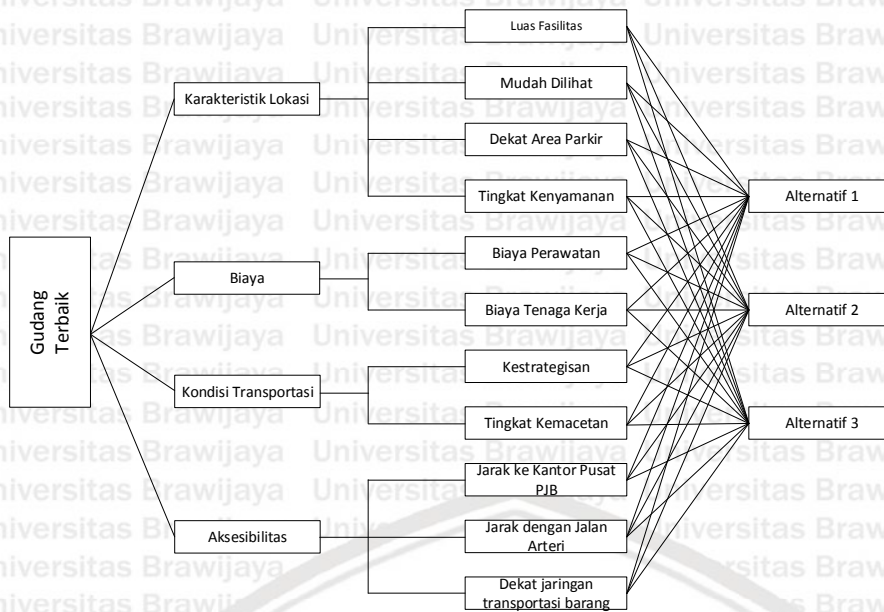 Gudang
Terbaik
Karakteristik Lokasi
Biaya
Kondisi Transportasi
Aksesibilitas
Luas Fasilitas
Mudah Dilihat
Dekat Area Parkir
Tingkat Kenyamanan
Biaya Perawatan
Biaya Tenaga Kerja
Kestrategisan
Tingkat Kemacetan
Jarak ke Kantor Pusat
PJB
Jarak dengan Jalan
Arteri
Dekat jaringan
transportasi barang
Alternatif 1
Alternatif 2
Alternatif 3
Universitas Brawijaya